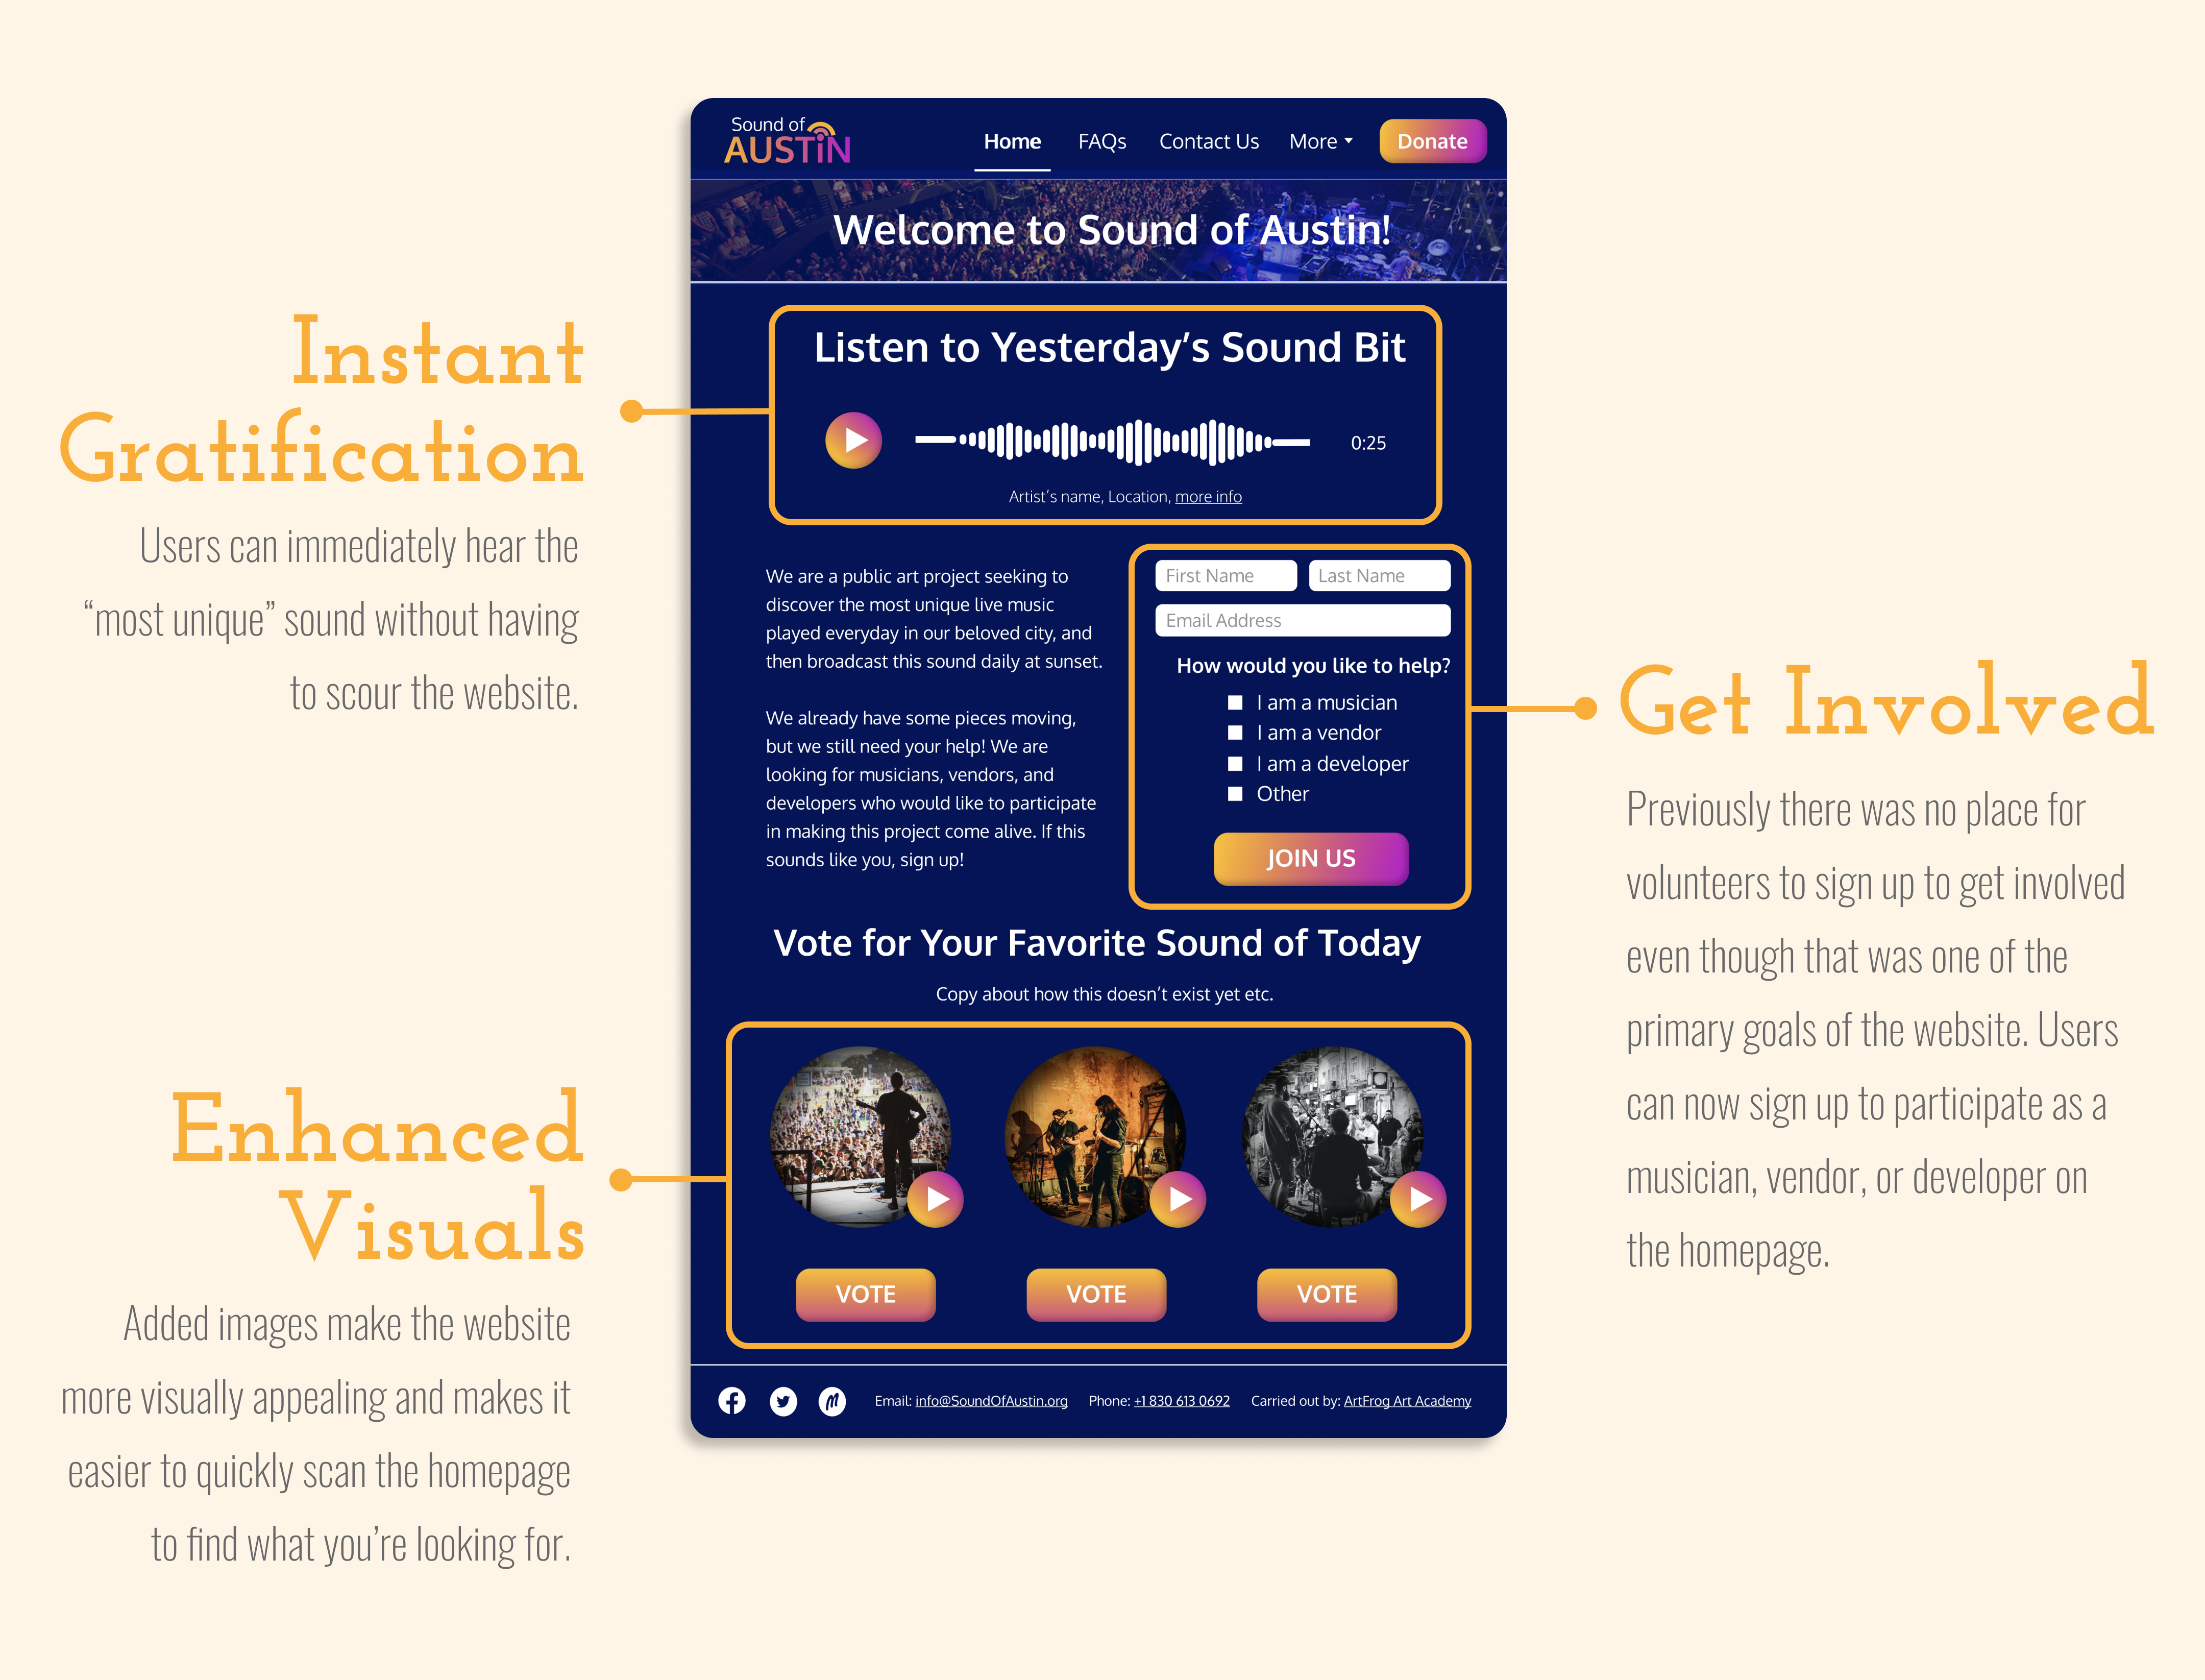 Sound of
AUSTiN
Home FAQs Contact Us More Donate
Welcome to Sound of Austin!
Instant
Gratification
Users can immediately hear the
“most unique” sound without having
to scour the website.
Listen to Yesterday’s Sound Bit
0:25
Artist’s name, Location, more info
We are a public art project seeking to
discover the most unique live music
played everyday in our beloved city, and
then broadcast this sound daily at sunset.
We already have some pieces moving,
but we still need your help! We are
looking for musicians, vendors, and
developers who would like to participate
in making this project come alive. If this
sounds like you, sign up!
First Name Last Name
Email Address
How would you like to help?
I am a musician
I am a vendor
I am a developer
Other
JOIN US
Get Involved
Previously there was no place for
volunteers to sign up to get involved
even though that was one of the
primary goals of the website. Users
can now sign up to participate as a
musician, vendor, or developer on
the homepage.
Vote for Your Favorite Sound of Today
Copy about how this doesn’t exist yet etc.
VOTE VOTE VOTE
Enhanced
Visuals
Added images make the website
more visually appealing and makes it
easier to quickly scan the homepage
to find what you’re looking for.
Email: info@SoundOfAustin.org Phone: +1 830 613 0692 Carried out by: ArtFrog Art Academy